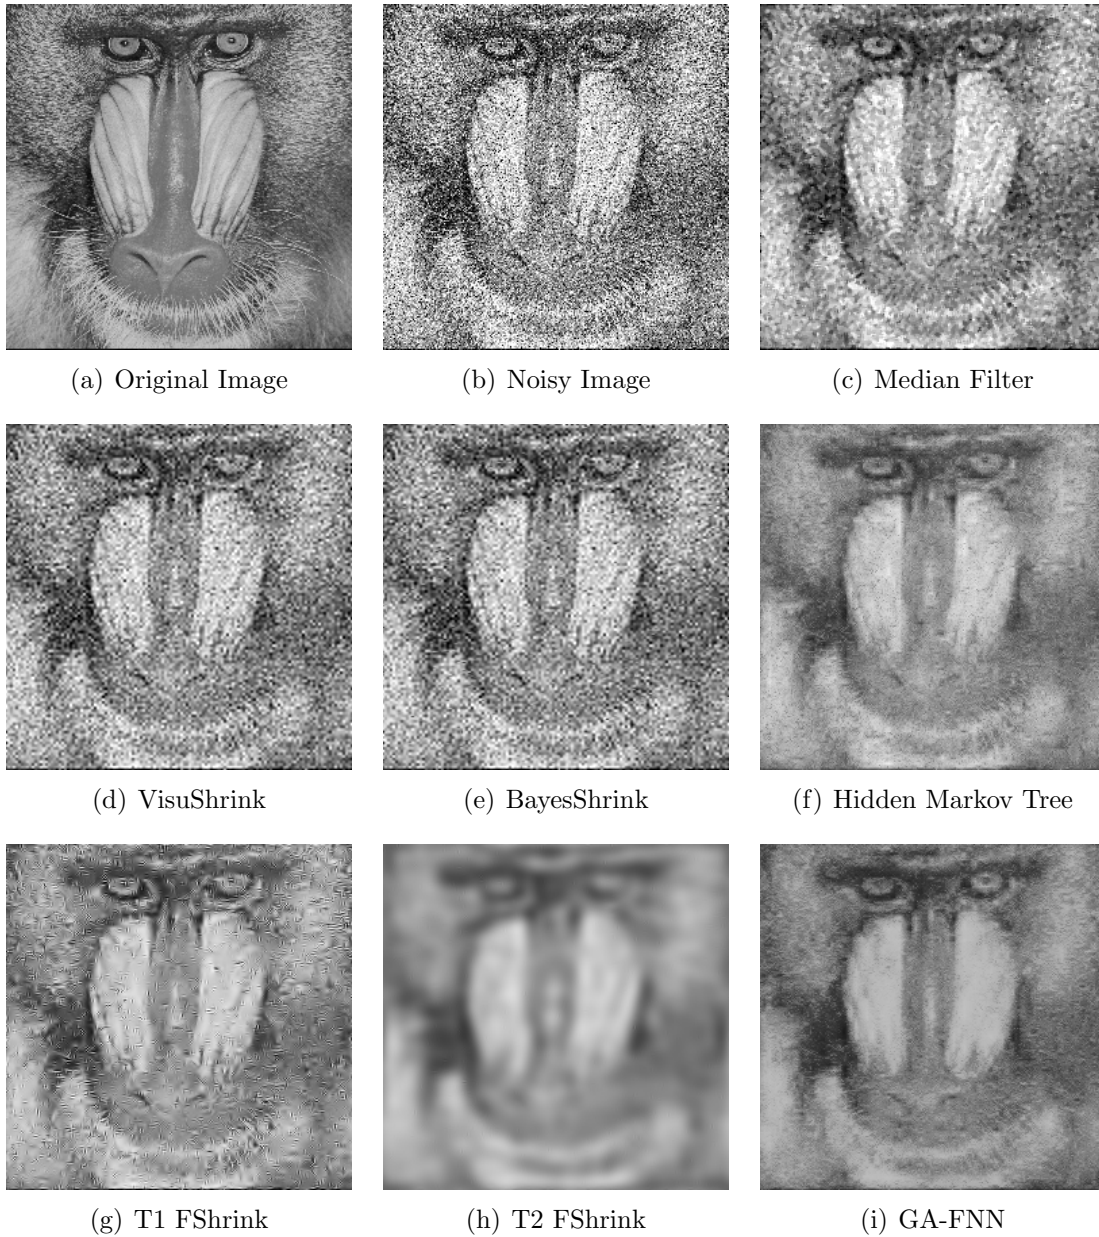 (a) Original Image
(b) Noisy Image
(c) Median Filter
(d) VisuShrink
(e) BayesShrink
(f) Hidden Markov Tree
(g) T1 FShrink
(h) T2 FShrink
(i) GA-FNN